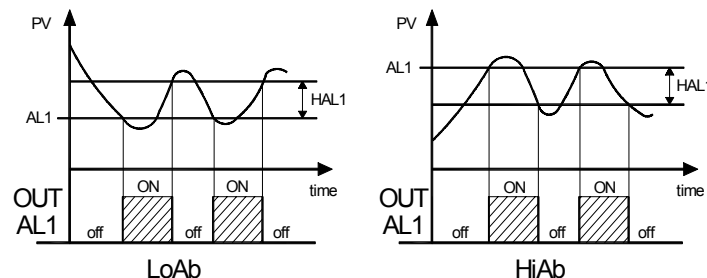 PV
AL1
HAL1
time
OUT
AL1
off
ON
off
ON
off
LoAb
PV
AL1
HAL1
time
OUT
AL1
off
ON
off
ON
off
HiAb